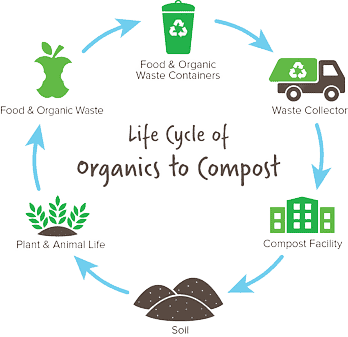 Food & Organic
Waste Containers
Food & Organic Waste
Waste Collector
Life Cycle of
Organics to Compost
Plant & Animal Life
Compost Facility
Soil